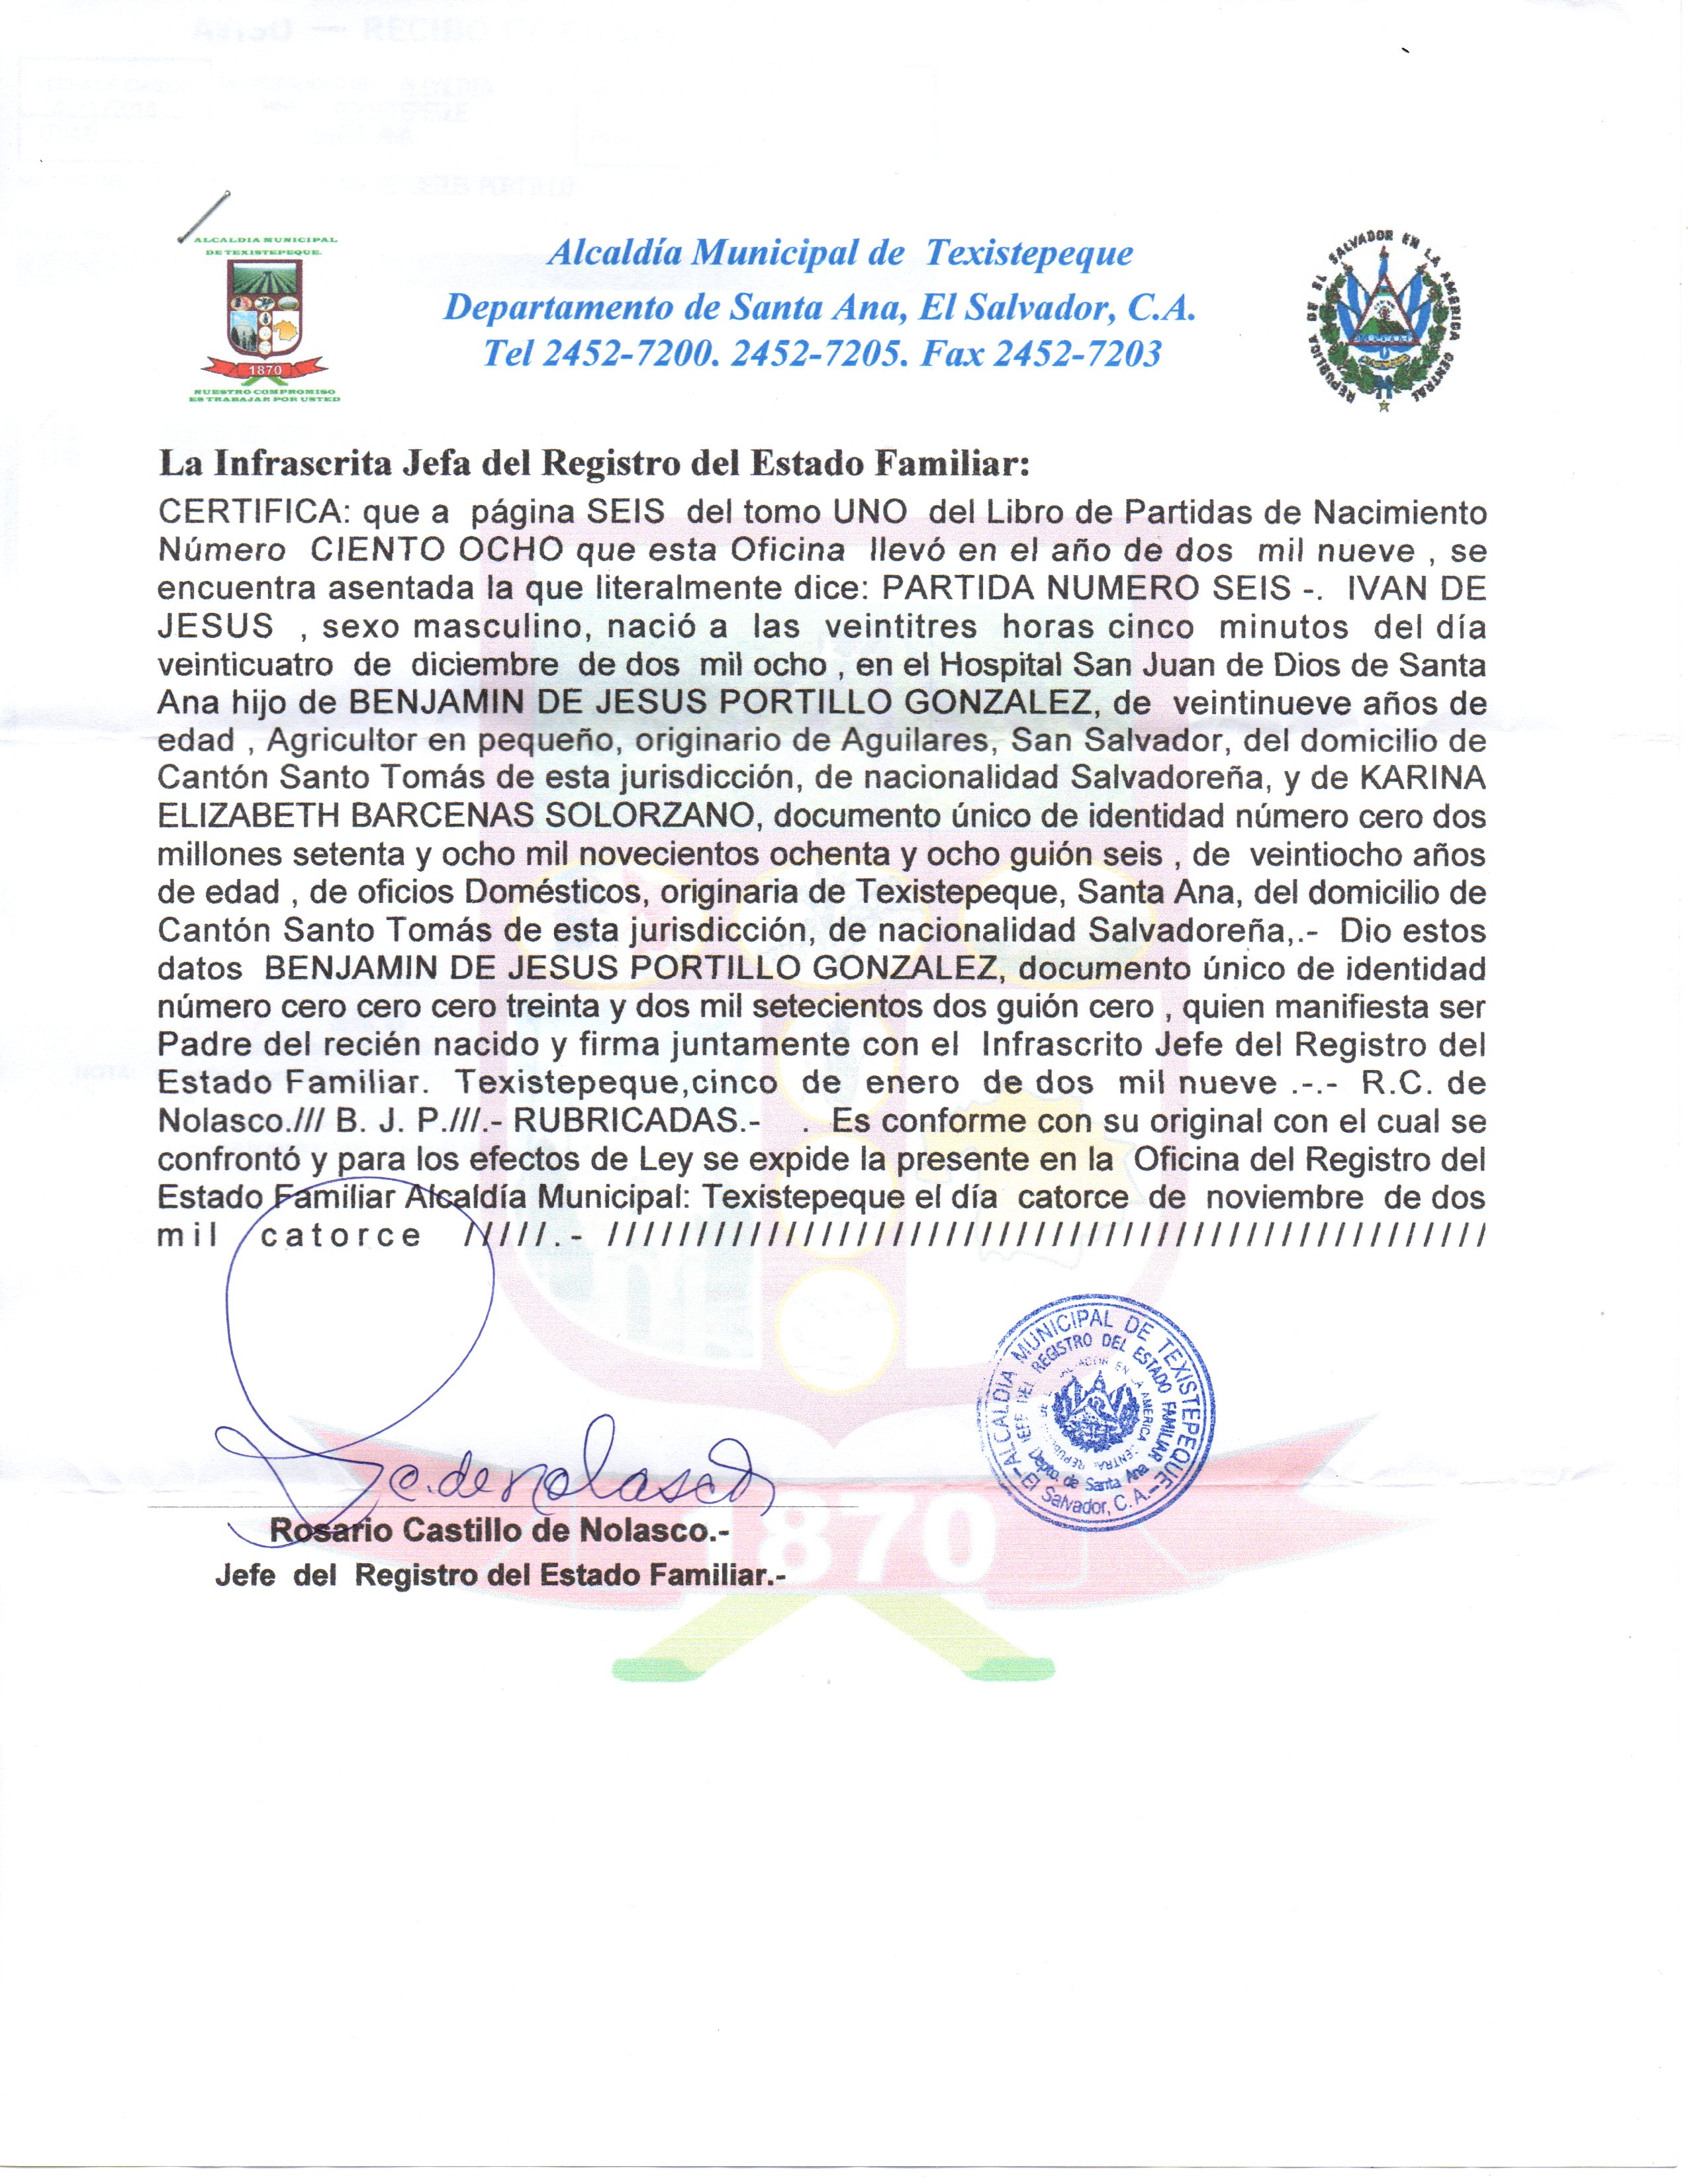 ALCALDIA MUNICIPAL
DE TEXISTEPEQUE.
1870
NUESTRO COMPROMISO
ES TRABAJAR POR USTED
Alcaldía Municipal de Texistepeque
Departamento de Santa Ana, El Salvador, C.A.
Tel 2452-7200. 2452-7205. Fax 2452-7203
REPUBLICA DE EL SALVADOR EN LA AMERICA CENTRAL
La Infrascrita Jefa del Registro del Estado Familiar:
CERTIFICA: que a página SEIS del tomo UNO del Libro de Partidas de Nacimiento
Número CIENTO OCHO que esta Oficina llevó en el año de dos mil nueve , se
encuentra asentada la que literalmente dice: PARTIDA NUMERO SEIS -. IVAN DE
JESUS , sexo masculino, nació a las veintitres horas cinco minutos del día
veinticuatro de diciembre de dos mil ocho , en el Hospital San Juan de Dios de Santa
Ana hijo de BENJAMIN DE JESUS PORTILLO GONZALEZ, de veintinueve años de
edad , Agricultor en pequeño, originario de Aguilares, San Salvador, del domicilio de
Cantón Santo Tomás de esta jurisdicción, de nacionalidad Salvadoreña, y de KARINA
ELIZABETH BARCENAS SOLORZANO, documento único de identidad número cero dos
millones setenta y ocho mil novecientos ochenta y ocho guión seis , de veintiocho años
de edad , de oficios Domésticos, originaria de Texistepeque, Santa Ana, del domicilio de
Cantón Santo Tomás de esta jurisdicción, de nacionalidad Salvadoreña,.- Dio estos
datos BENJAMIN DE JESUS PORTILLO GONZALEZ, documento único de identidad
número cero cero cero treinta y dos mil setecientos dos guión cero , quien manifiesta ser
Padre del recién nacido y firma juntamente con el Infrascrito Jefe del Registro del
Estado Familiar. Texistepeque,cinco de enero de dos mil nueve .-.- R.C. de
Nolasco./// B. J. P.///.- RUBRICADAS.- . Es conforme con su original con el cual se
confrontó y para los efectos de Ley se expide la presente en la Oficina del Registro del
Estado Familiar Alcaldía Municipal: Texistepeque el día catorce de noviembre de dos
mil catorce /////.- //////////////////////////////////////////////////
ALCALDIA MUNICIPAL DE TEXISTEPEQUE
JEFE DEL REGISTRO DEL ESTADO FAMILIAR
Depto. de Santa Ana
El Salvador, C. A.
de Nolasco
Rosario Castillo de Nolasco.-
Jefe del Registro del Estado Familiar.-
1870